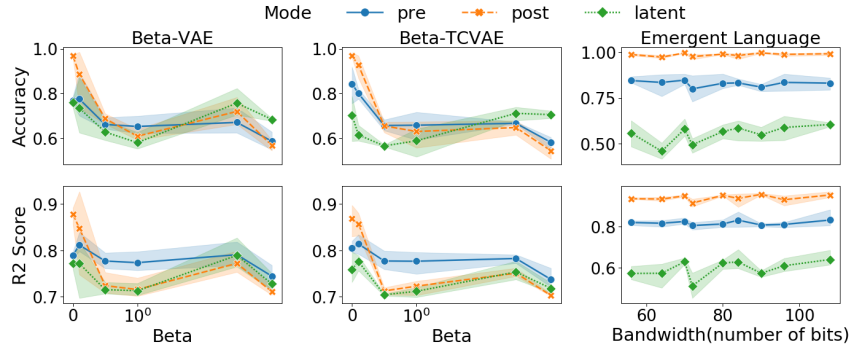 Mode pre post latent
Beta-VAE Beta-TCVAE Emergent Language
Accuracy
1.0
0.8
0.6
1.0
0.8
0.6
1.00
0.75
0.50
R2 Score
0.9
0.8
0.7
0.9
0.8
0.7
0.8
0.6
0 10⁰ 0 10⁰ 60 80 100
Beta Beta Bandwidth(number of bits)